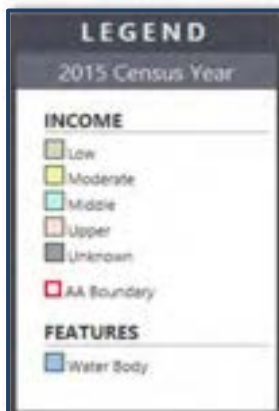 LEGEND
2015 Census Year
INCOME
Low
Moderate
Middle
Upper
Unknown
AA Boundary
FEATURES
Water Body